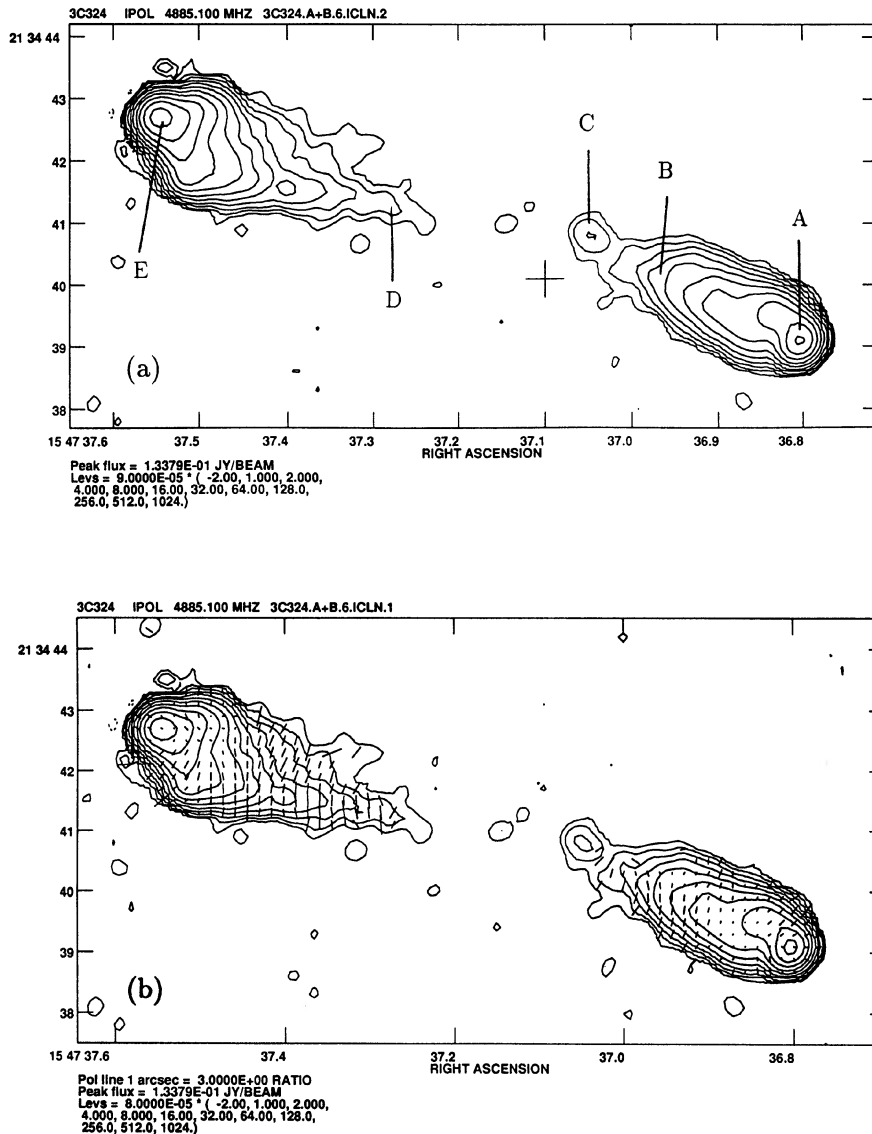 3C324 IPOL 4885.100 MHZ 3C324.A+B.6.ICLN.2
21 34 44
43
42
41
40
39
38
E
D
C
B
A
(a)
15 47 37.6 37.5 37.4 37.3 37.2 37.1 37.0 36.9 36.8
RIGHT ASCENSION
Peak flux = 1.3379E-01 JY/BEAM
Levs = 9.0000E-05 * ( -2.00, 1.000, 2.000,
4.000, 8.000, 16.00, 32.00, 64.00, 128.0,
256.0, 512.0, 1024.)
3C324 IPOL 4885.100 MHZ 3C324.A+B.6.ICLN.1
21 34 44
43
42
41
40
39
38
(b)
15 47 37.6 37.4 37.2 37.0 36.8
RIGHT ASCENSION
Pol line 1 arcsec = 3.0000E+00 RATIO
Peak flux = 1.3379E-01 JY/BEAM
Levs = 8.0000E-05 * ( -2.00, 1.000, 2.000,
4.000, 8.000, 16.00, 32.00, 64.00, 128.0,
256.0, 512.0, 1024.)